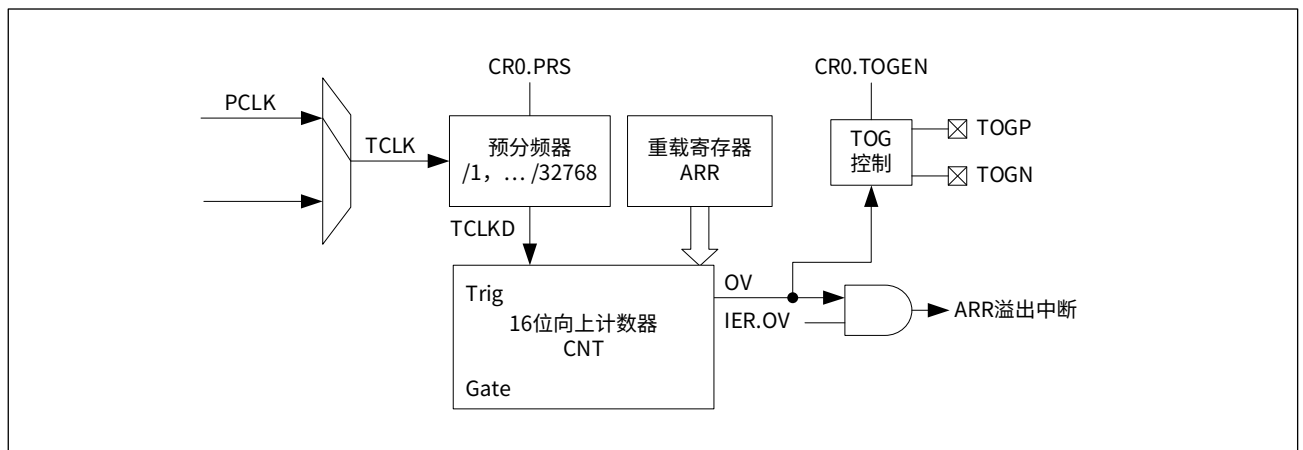 CR0.PRS
CR0.TOGEN
PCLK
TCLK
预分频器
/1，… /32768
重载寄存器
ARR
TOG
控制
TOGP
TOGN
TCLKD
Trig
16位向上计数器
CNT
Gate
OV
IER.OV
ARR溢出中断